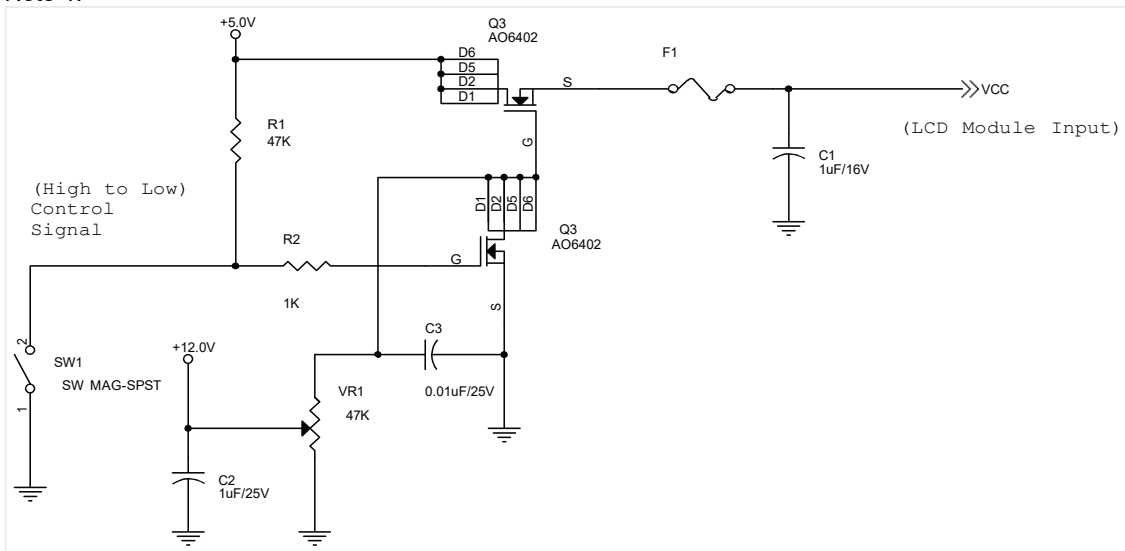 +5.0V
Q3
AO6402
D6
D5
D2
D1
S
F1
VCC
(LCD Module Input)
R1
47K
G
C1
1uF/16V
(High to Low)
Control
Signal
D1
D2
D5
D6
Q3
AO6402
R2
G
1K
S
C3
0.01uF/25V
2
SW1
SW MAG-SPST
1
+12.0V
VR1
47K
C2
1uF/25V